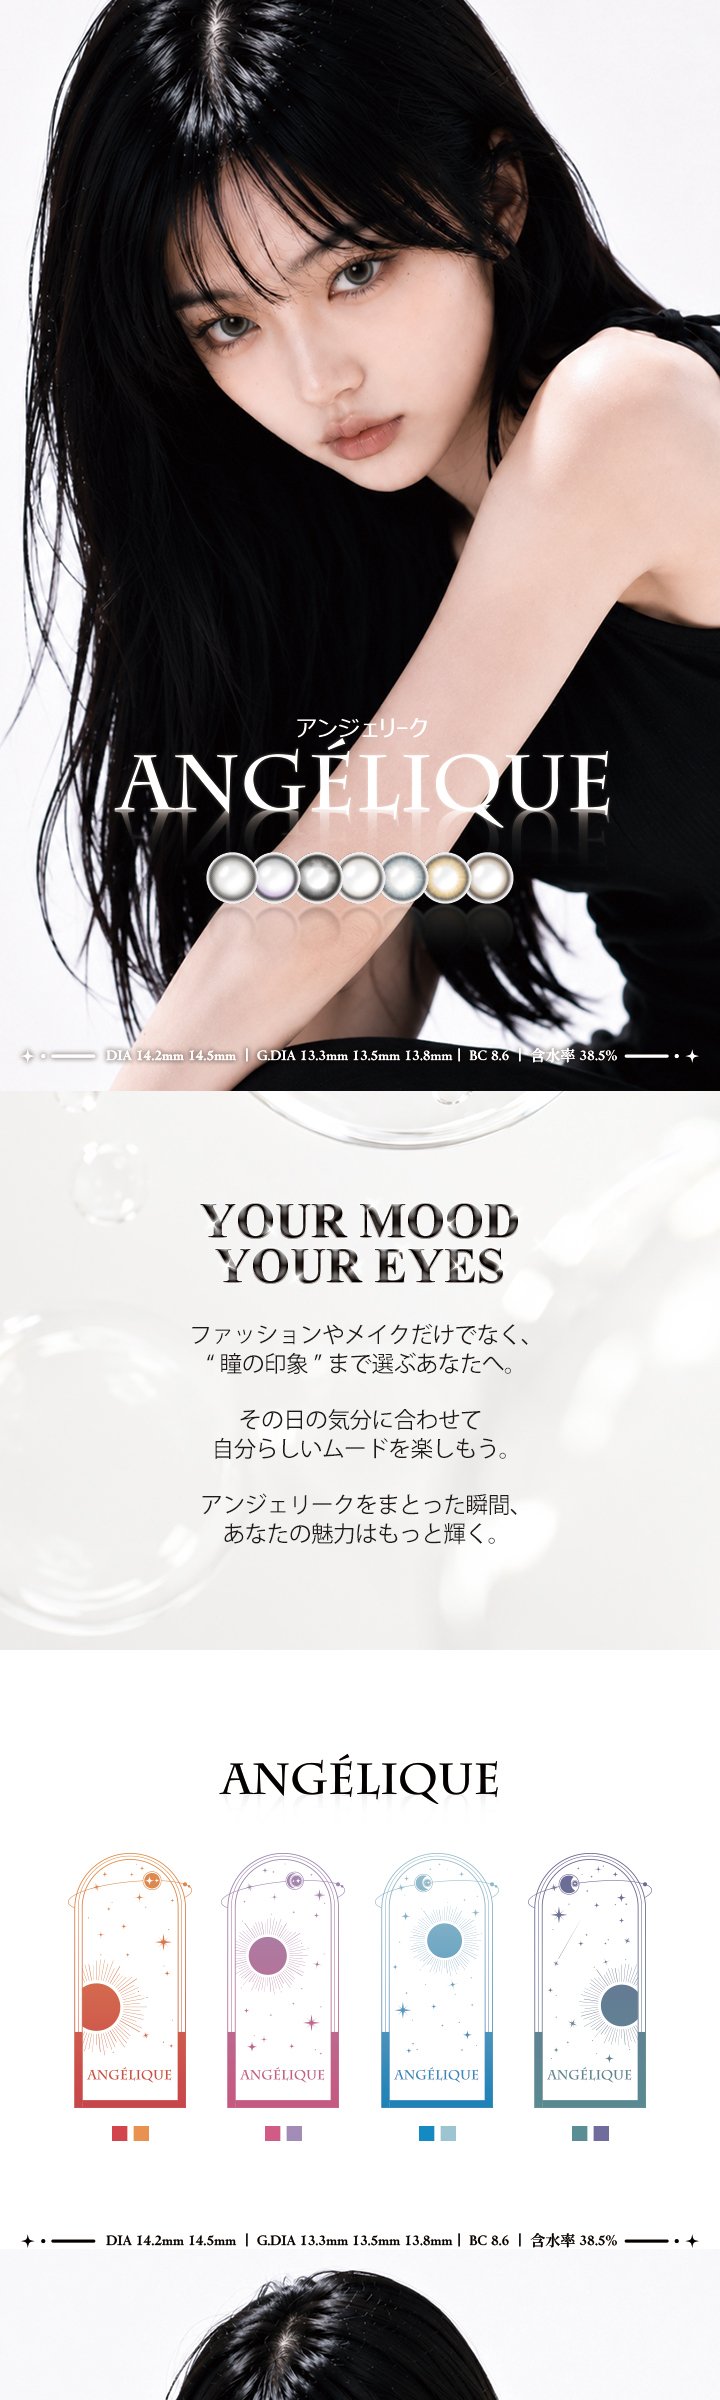 アンジェリーク
ANGÉLIQUE
DIA 14.2mm 14.5mm | G.DIA 13.3mm 13.5mm 13.8mm | BC 8.6 | 含水率 38.5%
YOUR MOOD
YOUR EYES
ファッションやメイクだけでなく、
“ 瞳の印象 ” まで選ぶあなたへ。
その日の気分に合わせて
自分らしいムードを楽しもう。
アンジェリークをまとった瞬間、
あなたの魅力はもっと輝く。
ANGÉLIQUE
ANGÉLIQUE
ANGÉLIQUE
ANGÉLIQUE
ANGÉLIQUE
DIA 14.2mm 14.5mm | G.DIA 13.3mm 13.5mm 13.8mm | BC 8.6 | 含水率 38.5%